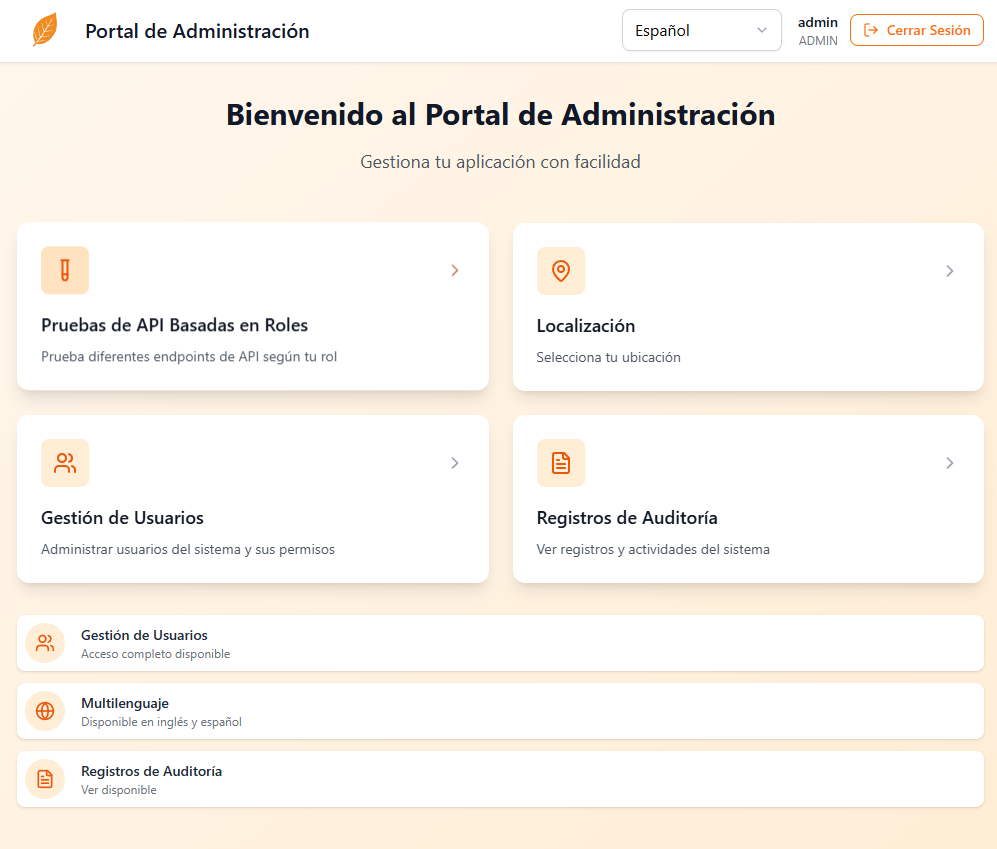 Portal de Administración
Español
admin
ADMIN
Cerrar Sesión
Bienvenido al Portal de Administración
Gestiona tu aplicación con facilidad
Pruebas de API Basadas en Roles
Prueba diferentes endpoints de API según tu rol
Localización
Selecciona tu ubicación
Gestión de Usuarios
Administrar usuarios del sistema y sus permisos
Registros de Auditoría
Ver registros y actividades del sistema
Gestión de Usuarios
Acceso completo disponible
Multilenguaje
Disponible en inglés y español
Registros de Auditoría
Ver disponible